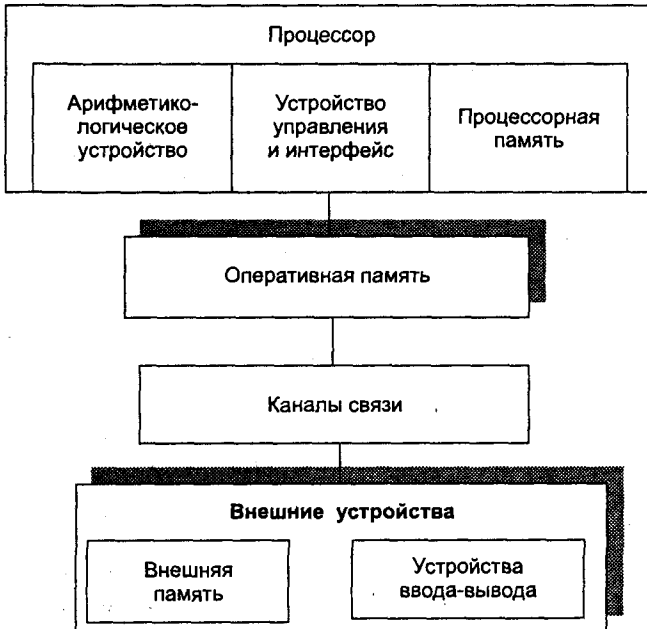 Процессор
Арифметико-
логическое
устройство
Устройство
управления
и интерфейс
Процессорная
память
Оперативная память
Каналы связи
Внешние устройства
Внешняя
память
Устройства
ввода-вывода